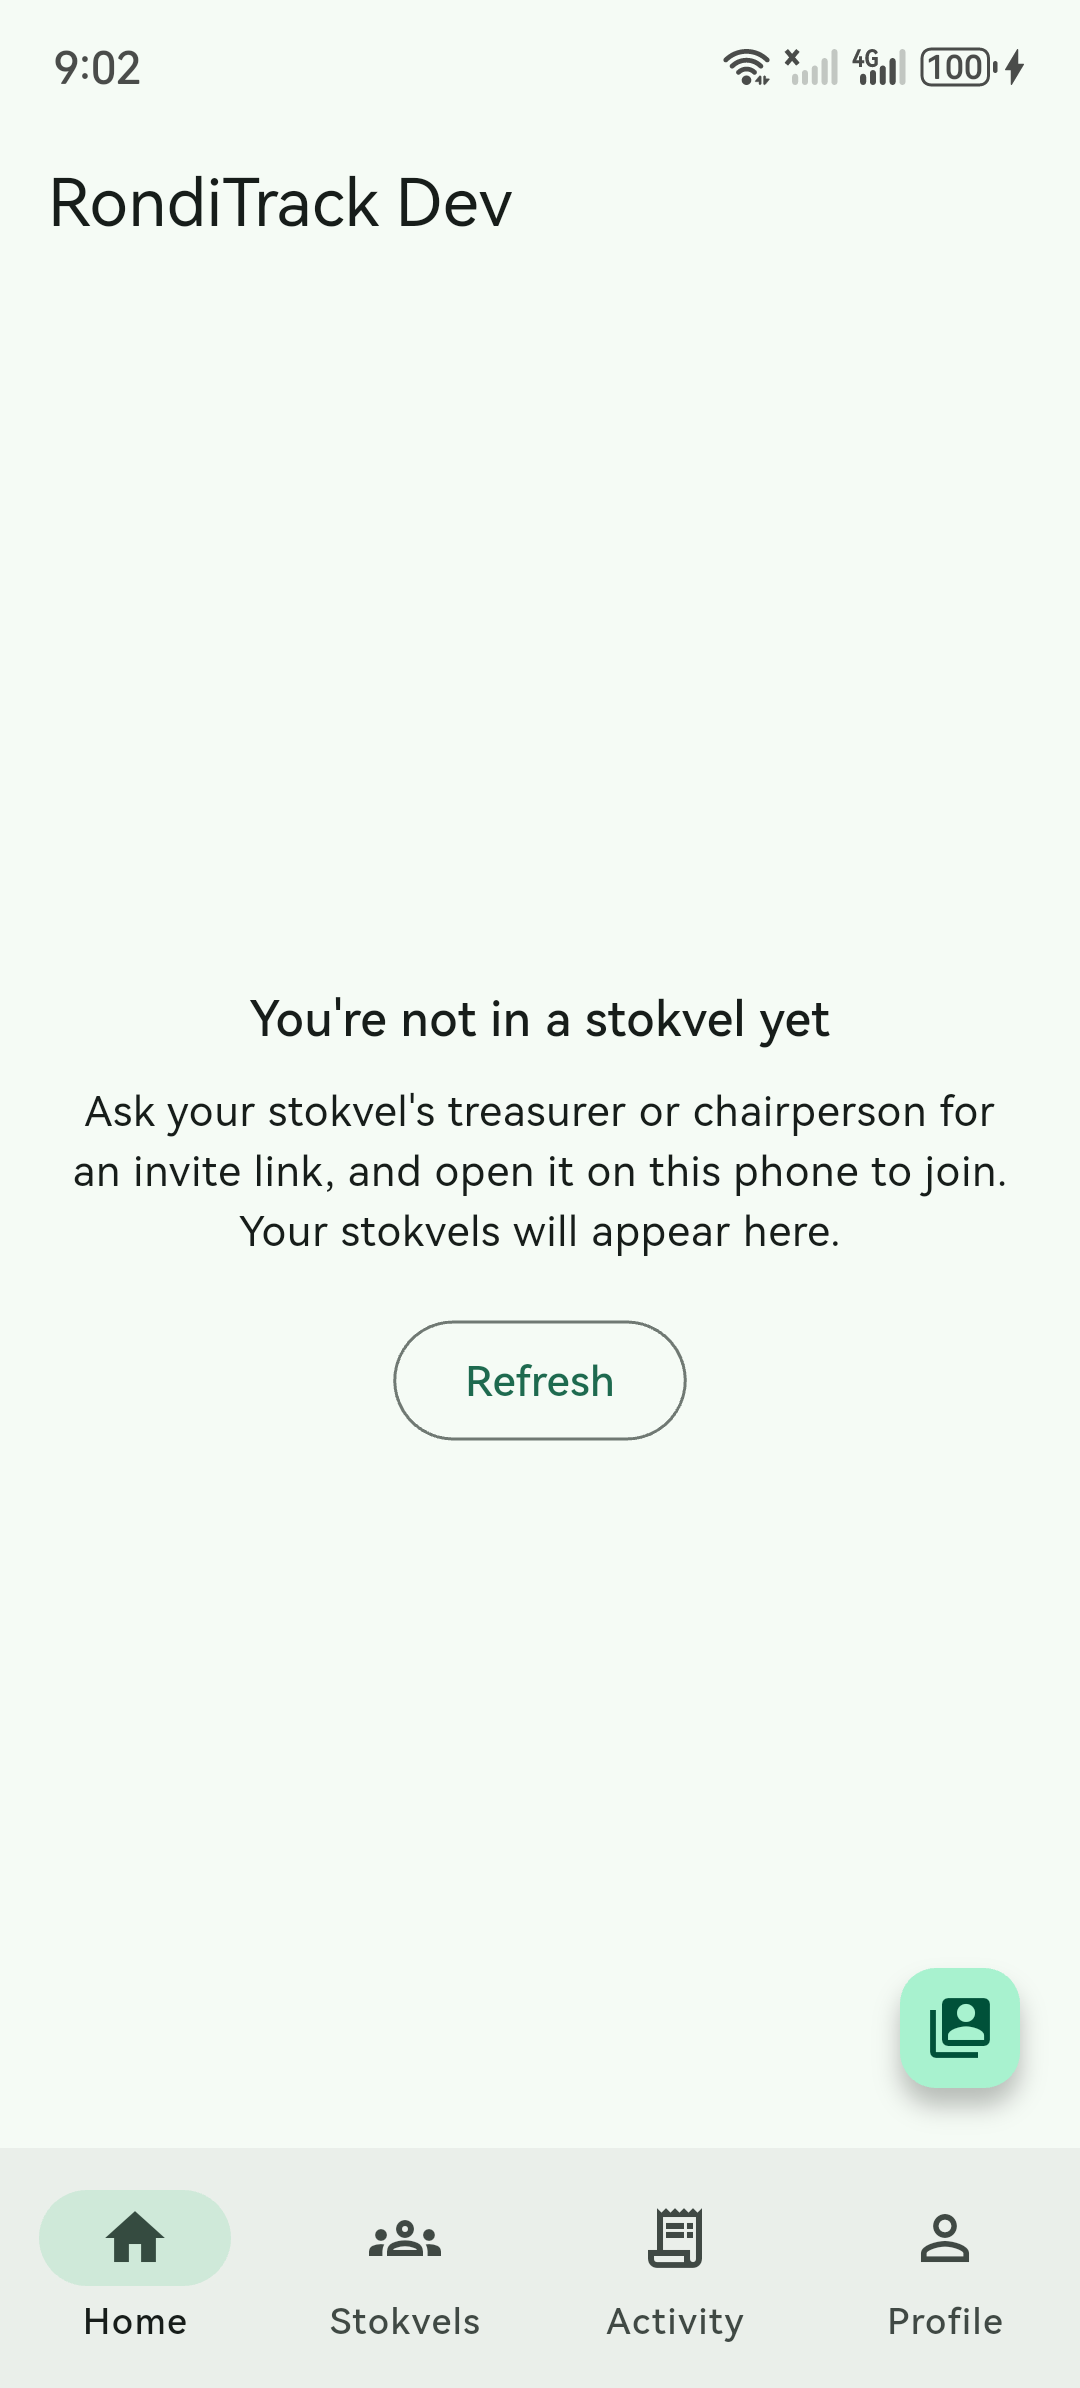 9:02
4G
100
RondiTrack Dev
You're not in a stokvel yet
Ask your stokvel's treasurer or chairperson for
an invite link, and open it on this phone to join.
Your stokvels will appear here.
Refresh
Home
Stokvels
Activity
Profile